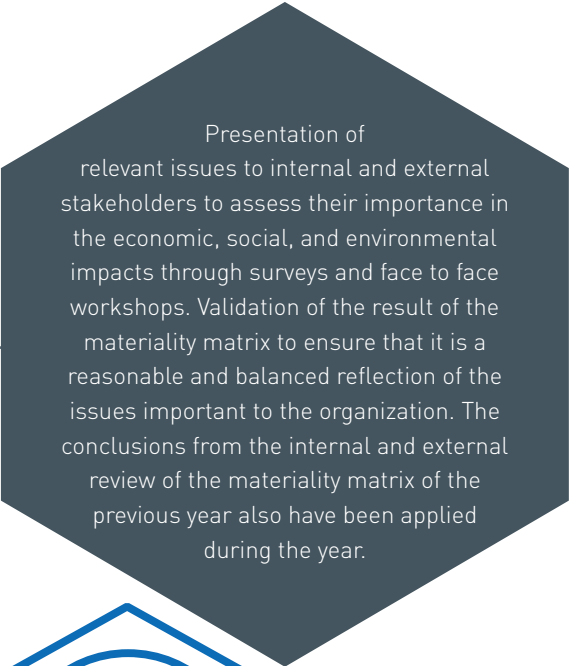 Presentation of
relevant issues to internal and external
stakeholders to assess their importance in
the economic, social, and environmental
impacts through surveys and face to face
workshops. Validation of the result of the
materiality matrix to ensure that it is a
reasonable and balanced reflection of the
issues important to the organization. The
conclusions from the internal and external
review of the materiality matrix of the
previous year also have been applied
during the year.